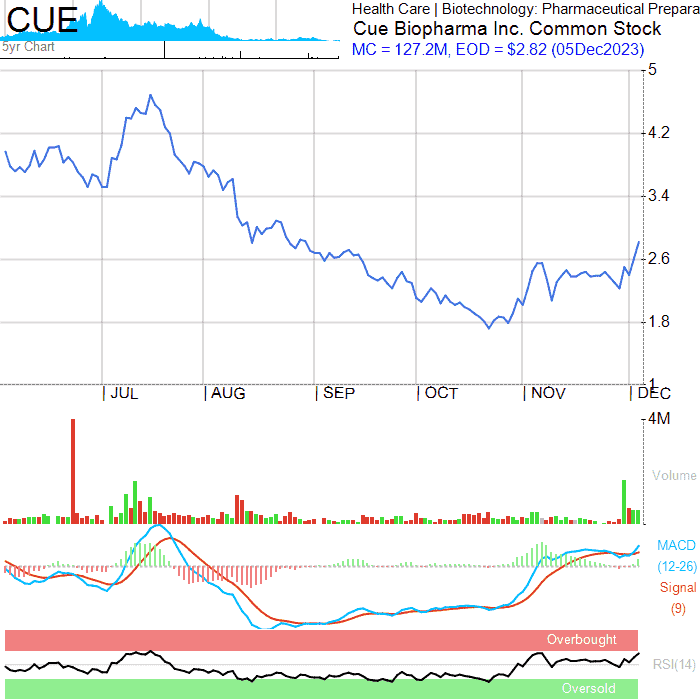 CUE
5yr Chart
Health Care | Biotechnology: Pharmaceutical Prepara
Cue Biopharma Inc. Common Stock
MC = 127.2M, EOD = $2.82 (05Dec2023)
5
4.2
3.4
2.6
1.8
1
JUL AUG SEP OCT NOV DEC
4M
Volume
MACD
(12-26)
Signal
(9)
Overbought
RSI(14)
Oversold